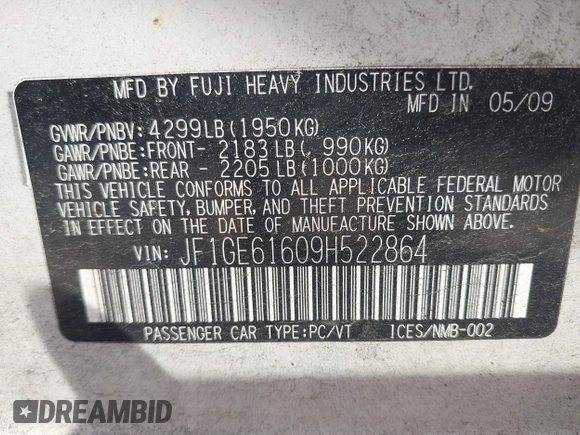 MFD BY FUJI HEAVY INDUSTRIES LTD.
MFD IN 05/09
GVWR/PNBV: 4299LB(1950KG)
GAWR/PNBE:FRONT- 2183LB( 990KG)
GAWR/PNBE:REAR - 2205LB(1000KG)
THIS VEHICLE CONFORMS TO ALL APPLICABLE FEDERAL MOTOR
VEHICLE SAFETY, BUMPER, AND THEFT PREVENTION STANDARDS
IN EFFECT ON THE DATE OF MANUFACTURE SHOWN ABOVE.
VIN: JF1GE61609H522864
PASSENGER CAR TYPE:PC/VT ICES/NMB-002
DREAMBID